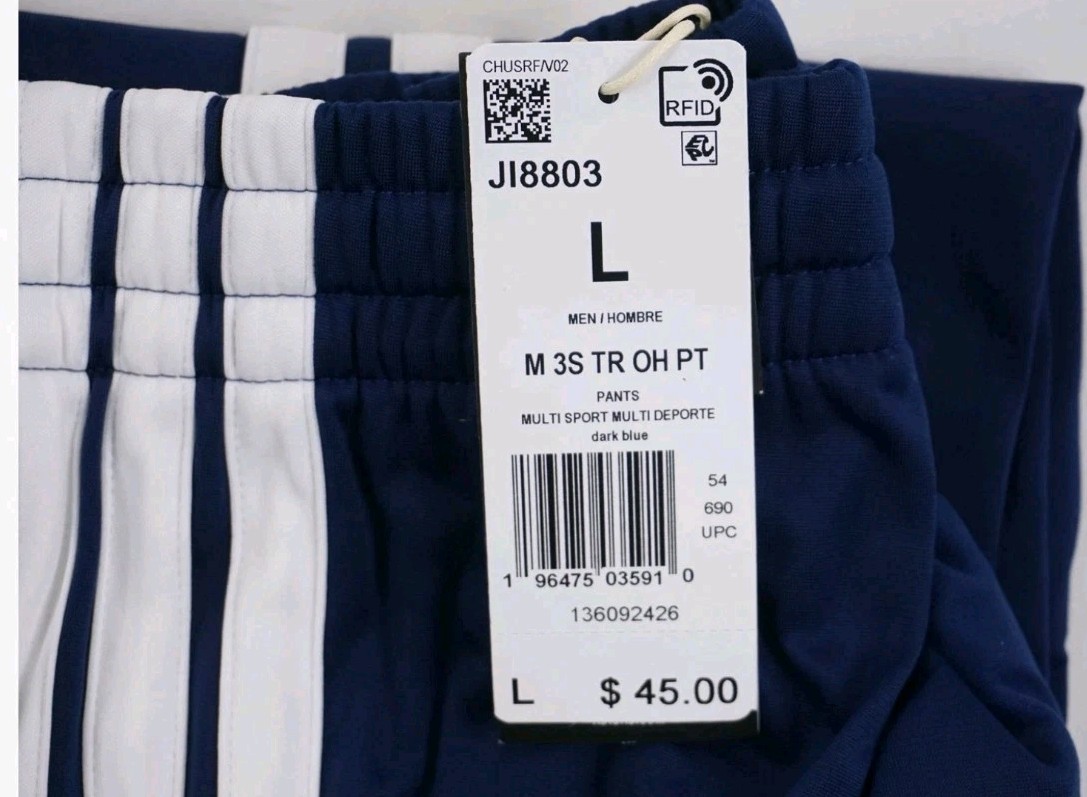 CHUSRF/V02
RFID
JI8803
L
MEN / HOMBRE
M 3S TR OH PT
PANTS
MULTI SPORT MULTI DEPORTE
dark blue
54
690
UPC
1 96475 03591 0
136092426
L $ 45.00